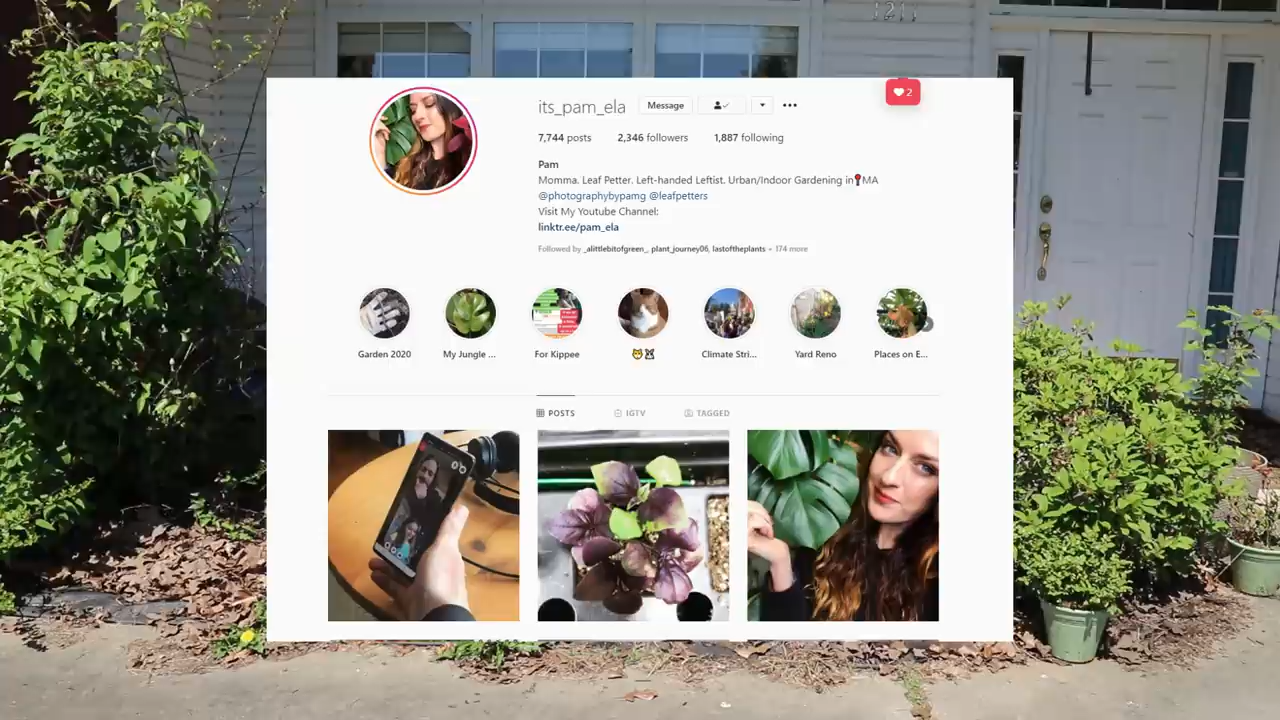 1211
its_pam_ela Message
2
7,744 posts 2,346 followers 1,887 following
Pam
Momma. Leaf Petter. Left-handed Leftist. Urban/Indoor Gardening in📍MA
@photographybypamg @leafpetters
Visit My Youtube Channel:
linktr.ee/pam_ela
Followed by _alittlebitofgreen_, plant_journey06, lastoftheplants + 174 more
Garden 2020 My Jungle ... For Kippee 🐱🐭 Climate Stri... Yard Reno Places on E...
POSTS IGTV TAGGED